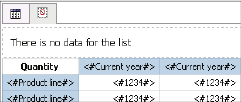 There is no data for the list
Quantity <#Current year#> <#Current year#>
<#Product line#> <#1234#> <#1234#>
<#Product line#> <#1234#> <#1234#>